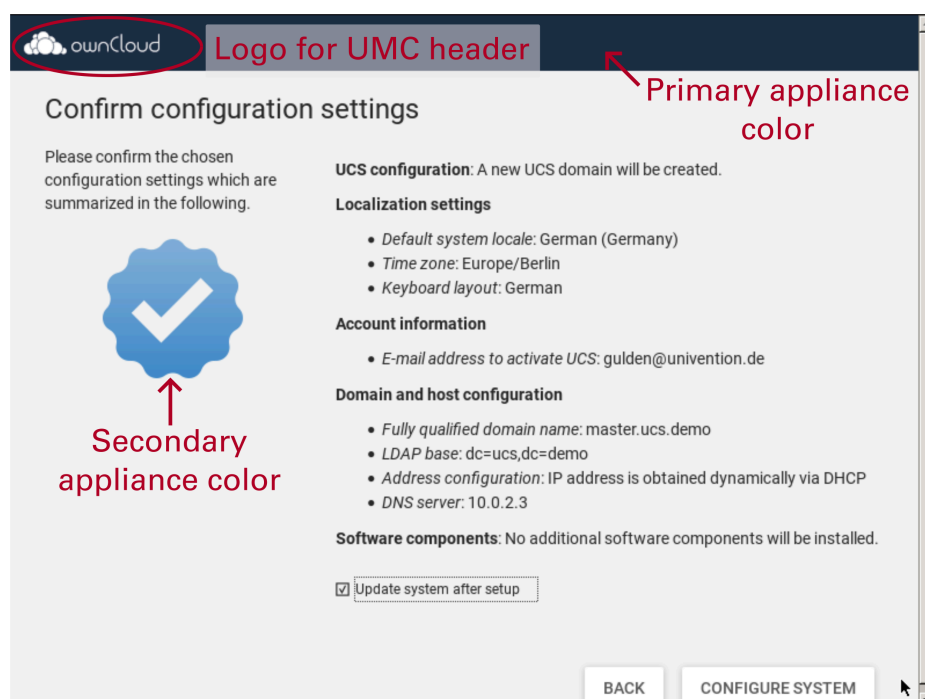 ownCloud
Logo for UMC header
Primary appliance
color
Confirm configuration settings
Please confirm the chosen
configuration settings which are
summarized in the following.
UCS configuration: A new UCS domain will be created.
Localization settings
• Default system locale: German (Germany)
• Time zone: Europe/Berlin
• Keyboard layout: German
Account information
• E-mail address to activate UCS: gulden@univention.de
Domain and host configuration
• Fully qualified domain name: master.ucs.demo
• LDAP base: dc=ucs,dc=demo
• Address configuration: IP address is obtained dynamically via DHCP
• DNS server: 10.0.2.3
Software components: No additional software components will be installed.
Update system after setup
Secondary
appliance color
BACK
CONFIGURE SYSTEM